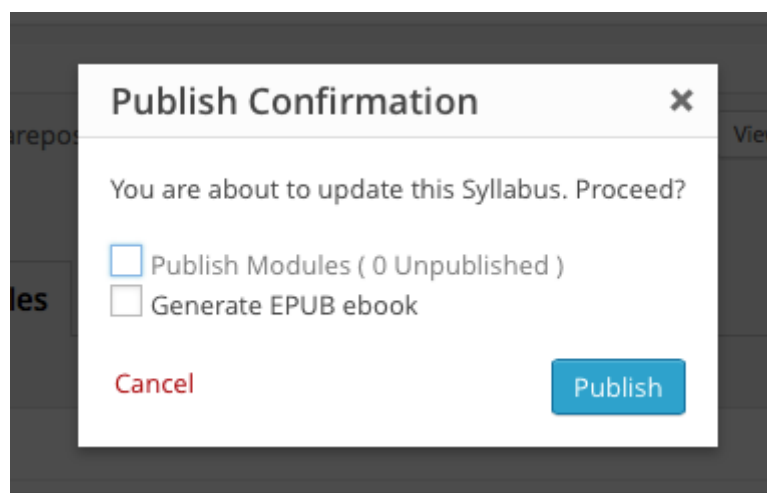 Publish Confirmation
You are about to update this Syllabus. Proceed?
Publish Modules ( 0 Unpublished )
Generate EPUB ebook
Cancel
Publish